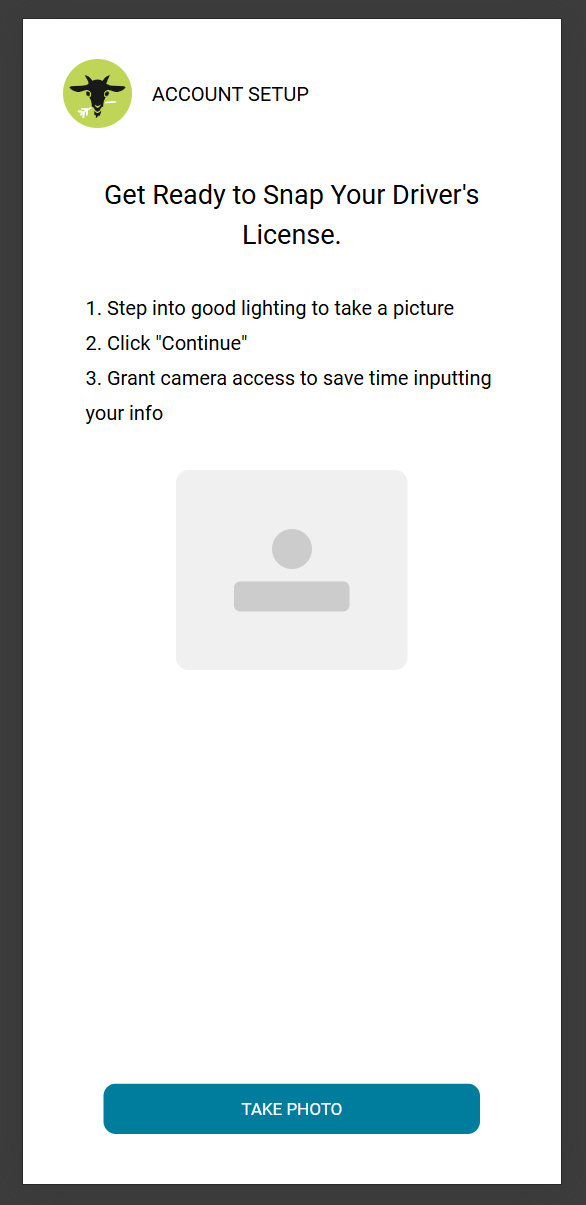 ACCOUNT SETUP
Get Ready to Snap Your Driver's
License.
1. Step into good lighting to take a picture
2. Click "Continue"
3. Grant camera access to save time inputting
your info
TAKE PHOTO